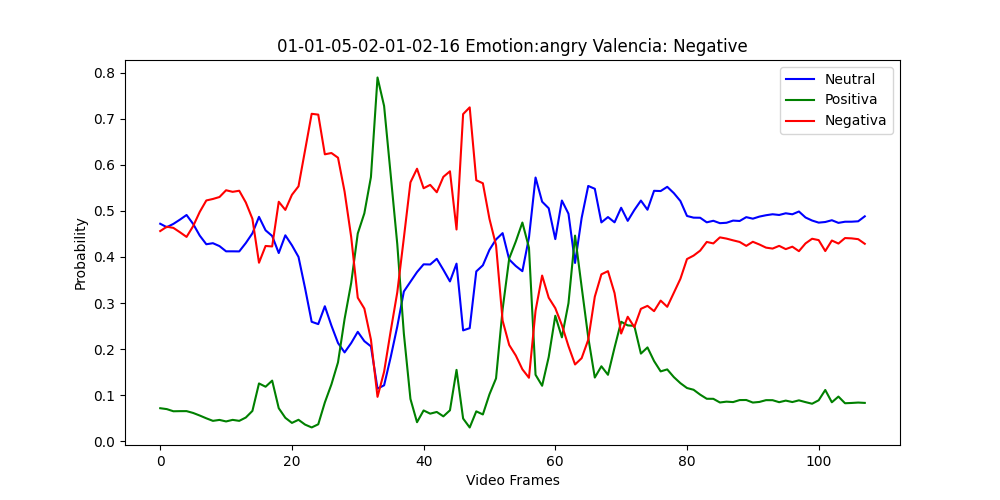 01-01-05-02-01-02-16 Emotion:angry Valencia: Negative
Neutral
Positiva
Negativa
0.8
0.7
0.6
0.5
0.4
0.3
0.2
0.1
0.0
Probability
0 20 40 60 80 100
Video Frames